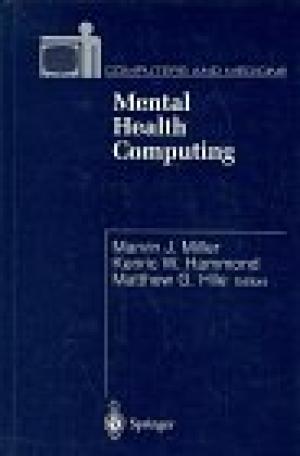 COMPUTERS AND MEDICINE
Mental
Health
Computing
Marvin J. Miller
Kenric W. Hammond
Matthew G. Hile Editors
Springer